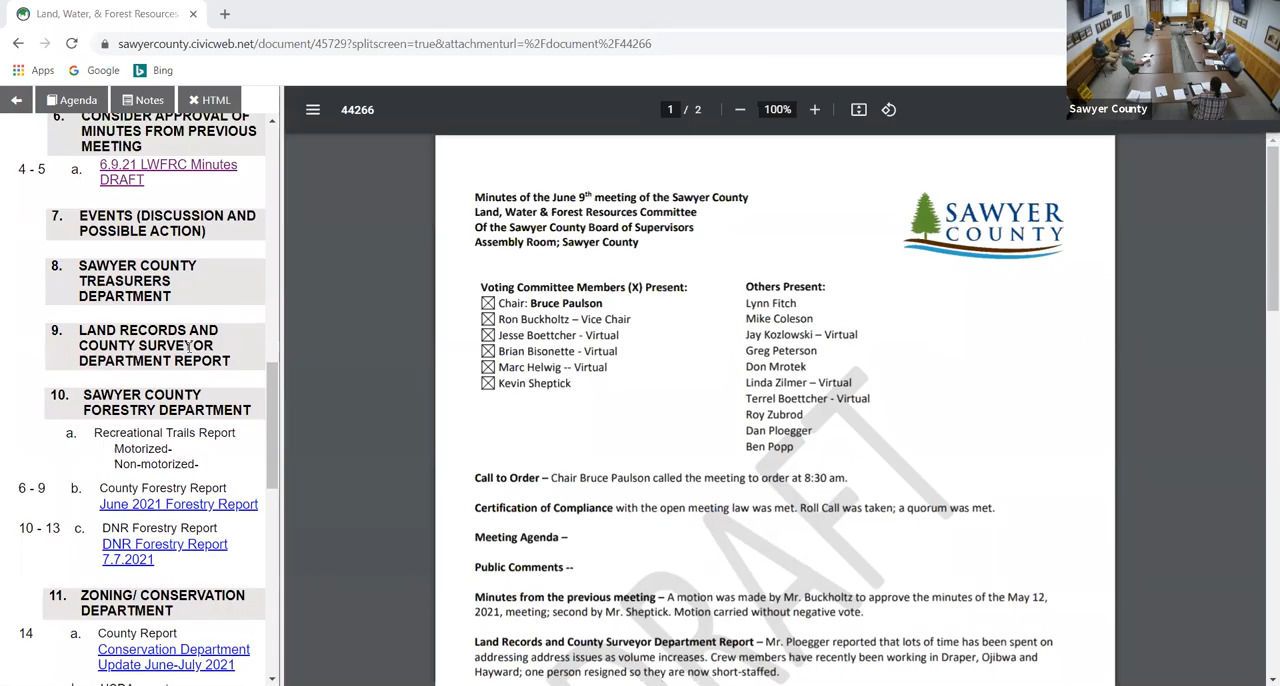 Land, Water, & Forest Resources
sawyercounty.civicweb.net/document/45729?splitscreen=true&attachmenturl=%2Fdocument%2F44266
Apps
Google
Bing
Agenda
Notes
HTML
6. CONSIDER APPROVAL OF
MINUTES FROM PREVIOUS
MEETING
4 - 5 a. 6.9.21 LWFRC Minutes
DRAFT
7. EVENTS (DISCUSSION AND
POSSIBLE ACTION)
8. SAWYER COUNTY
TREASURERS
DEPARTMENT
9. LAND RECORDS AND
COUNTY SURVEYOR
DEPARTMENT REPORT
10. SAWYER COUNTY
FORESTRY DEPARTMENT
a. Recreational Trails Report
Motorized-
Non-motorized-
6 - 9 b. County Forestry Report
June 2021 Forestry Report
10 - 13 c. DNR Forestry Report
DNR Forestry Report
7.7.2021
11. ZONING/ CONSERVATION
DEPARTMENT
14 a. County Report
Conservation Department
Update June-July 2021
44266
1 / 2
100%
Sawyer County
Minutes of the June 9th meeting of the Sawyer County
Land, Water & Forest Resources Committee
Of the Sawyer County Board of Supervisors
Assembly Room; Sawyer County
SAWYER
COUNTY
Voting Committee Members (X) Present:
Chair: Bruce Paulson
Ron Buckholtz – Vice Chair
Jesse Boettcher - Virtual
Brian Bisonette - Virtual
Marc Helwig -- Virtual
Kevin Sheptick
Others Present:
Lynn Fitch
Mike Coleson
Jay Kozlowski – Virtual
Greg Peterson
Don Mrotek
Linda Zilmer – Virtual
Terrel Boettcher - Virtual
Roy Zubrod
Dan Ploegger
Ben Popp
Call to Order – Chair Bruce Paulson called the meeting to order at 8:30 am.
Certification of Compliance with the open meeting law was met. Roll Call was taken; a quorum was met.
Meeting Agenda –
Public Comments --
Minutes from the previous meeting – A motion was made by Mr. Buckholtz to approve the minutes of the May 12,
2021, meeting; second by Mr. Sheptick. Motion carried without negative vote.
Land Records and County Surveyor Department Report – Mr. Ploegger reported that lots of time has been spent on
addressing address issues as volume increases. Crew members have recently been working in Draper, Ojibwa and
Hayward; one person resigned so they are now short-staffed.
DRAFT